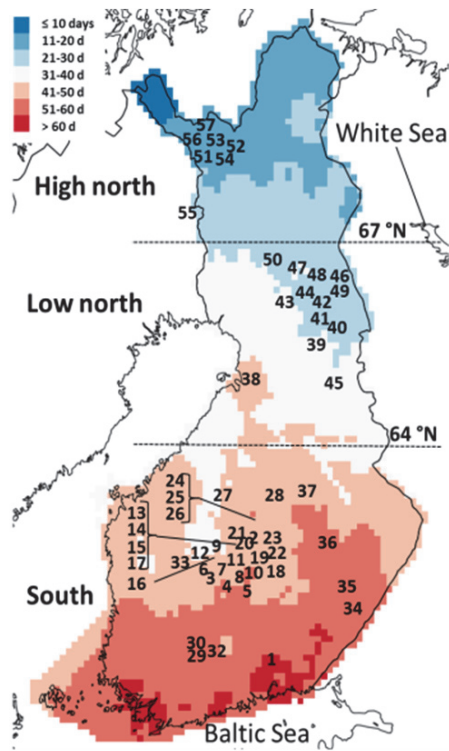 ≤ 10 days
11-20 d
21-30 d
31-40 d
41-50 d
51-60 d
> 60 d
White Sea
57
56 53 52
51 54
High north
55
67 °N
50 47 48 46
44 49
43 42
Low north
41 40
39
38
45
64 °N
24
25
26
27 28 37
13
14
15
17
16
21 2 23
9 20
12 19 22
33 11
6 7 8 10 18
3 4 5
36
35
34
South
30
29 32
1
Baltic Sea